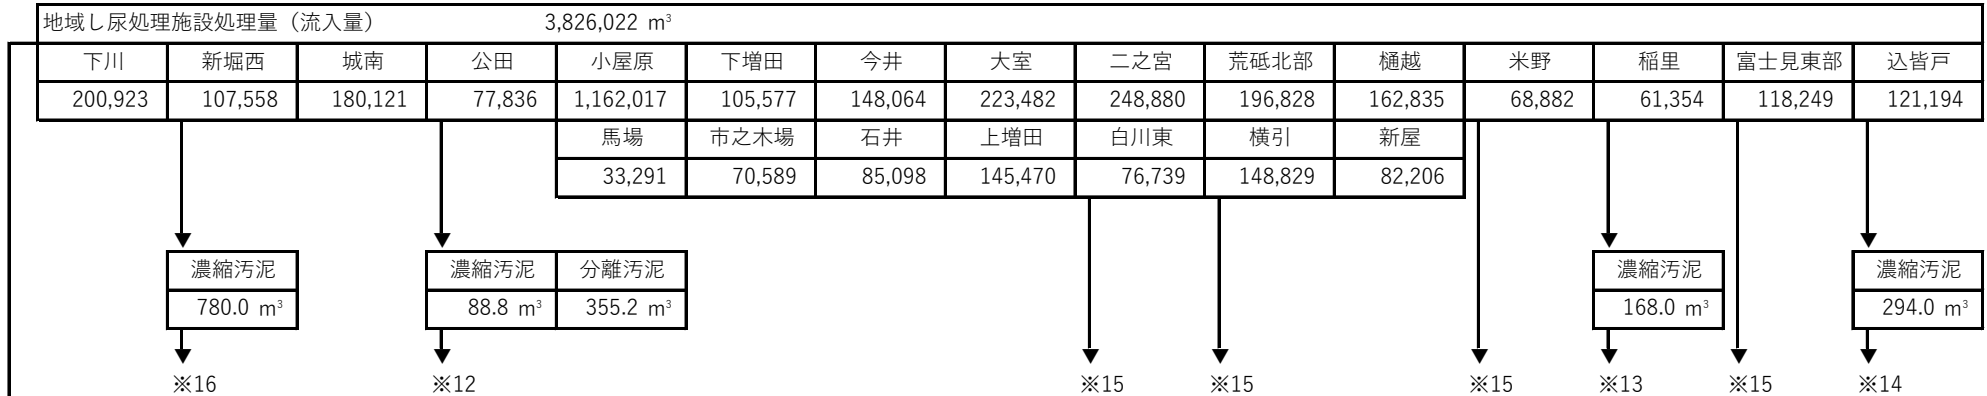 地域し尿処理施設処理量（流入量） 3,826,022 m³
下川 新堀西 城南 公田 小屋原 下増田 今井 大室 二之宮 荒砥北部 樋越 米野 稲里 富士見東部 込皆戸
200,923 107,558 180,121 77,836 1,162,017 105,577 148,064 223,482 248,880 196,828 162,835 68,882 61,354 118,249 121,194
馬場 市之木場 石井 上増田 白川東 横引 新屋
33,291 70,589 85,098 145,470 76,739 148,829 82,206
濃縮汚泥 濃縮汚泥 分離汚泥 濃縮汚泥 濃縮汚泥
780.0 m³ 88.8 m³ 355.2 m³ 168.0 m³ 294.0 m³
※16 ※12 ※15 ※15 ※15 ※13 ※15 ※14